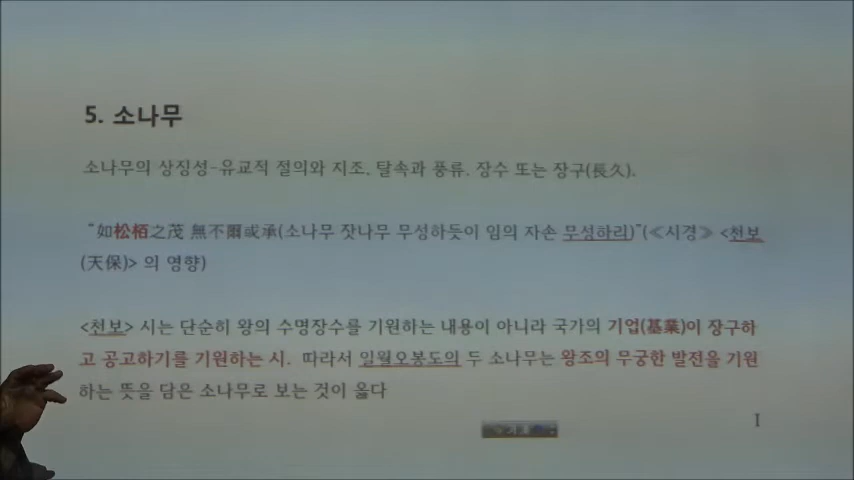 5. 소나무
소나무의 상징성-유교적 절의와 지조, 탈속과 풍류, 장수 또는 장구(長久).
“如松栢之茂 無不爾或承(소나무 잣나무 무성하듯이 임의 자손 무성하리)”(≪시경≫ <천보
(天保)> 의 영향)
<천보> 시는 단순히 왕의 수명장수를 기원하는 내용이 아니라 국가의 기업(基業)이 장구하
고 공고하기를 기원하는 시. 따라서 일월오봉도의 두 소나무는 왕조의 무궁한 발전을 기원
하는 뜻을 담은 소나무로 보는 것이 옳다